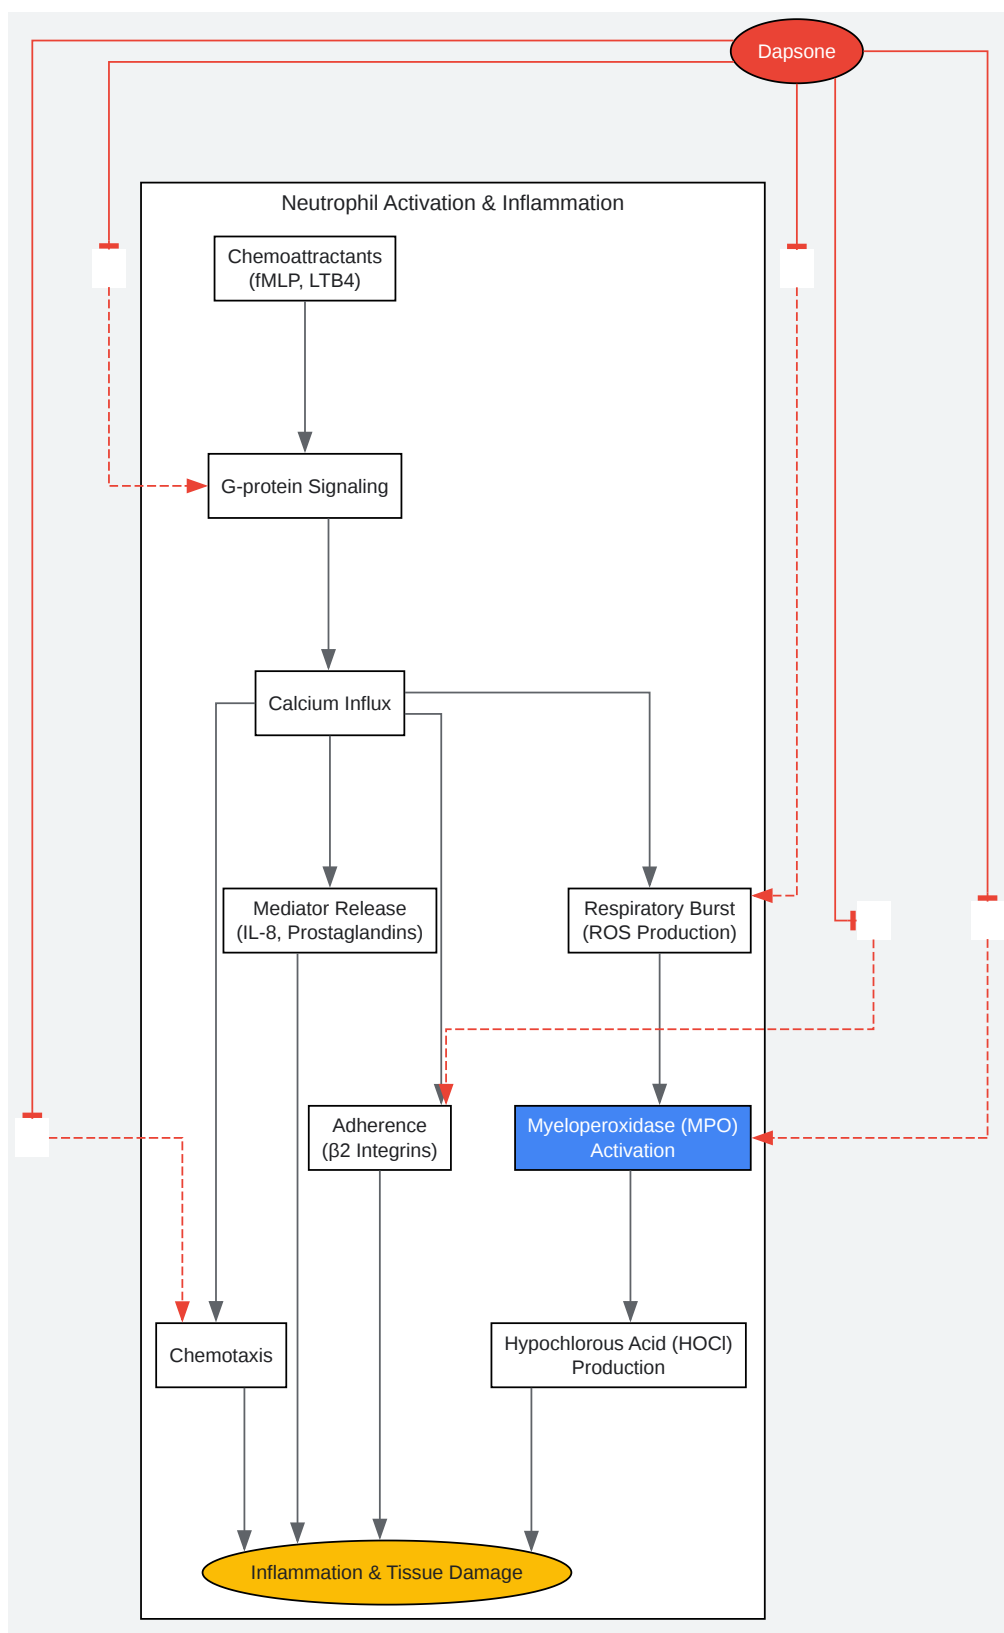 Dapsone
Neutrophil Activation & Inflammation
Chemoattractants
(fMLP, LTB4)
G-protein Signaling
Calcium Influx
Mediator Release
(IL-8, Prostaglandins)
Respiratory Burst
(ROS Production)
Adherence
(β2 Integrins)
Myeloperoxidase (MPO)
Activation
Chemotaxis
Hypochlorous Acid (HOCl)
Production
Inflammation & Tissue Damage